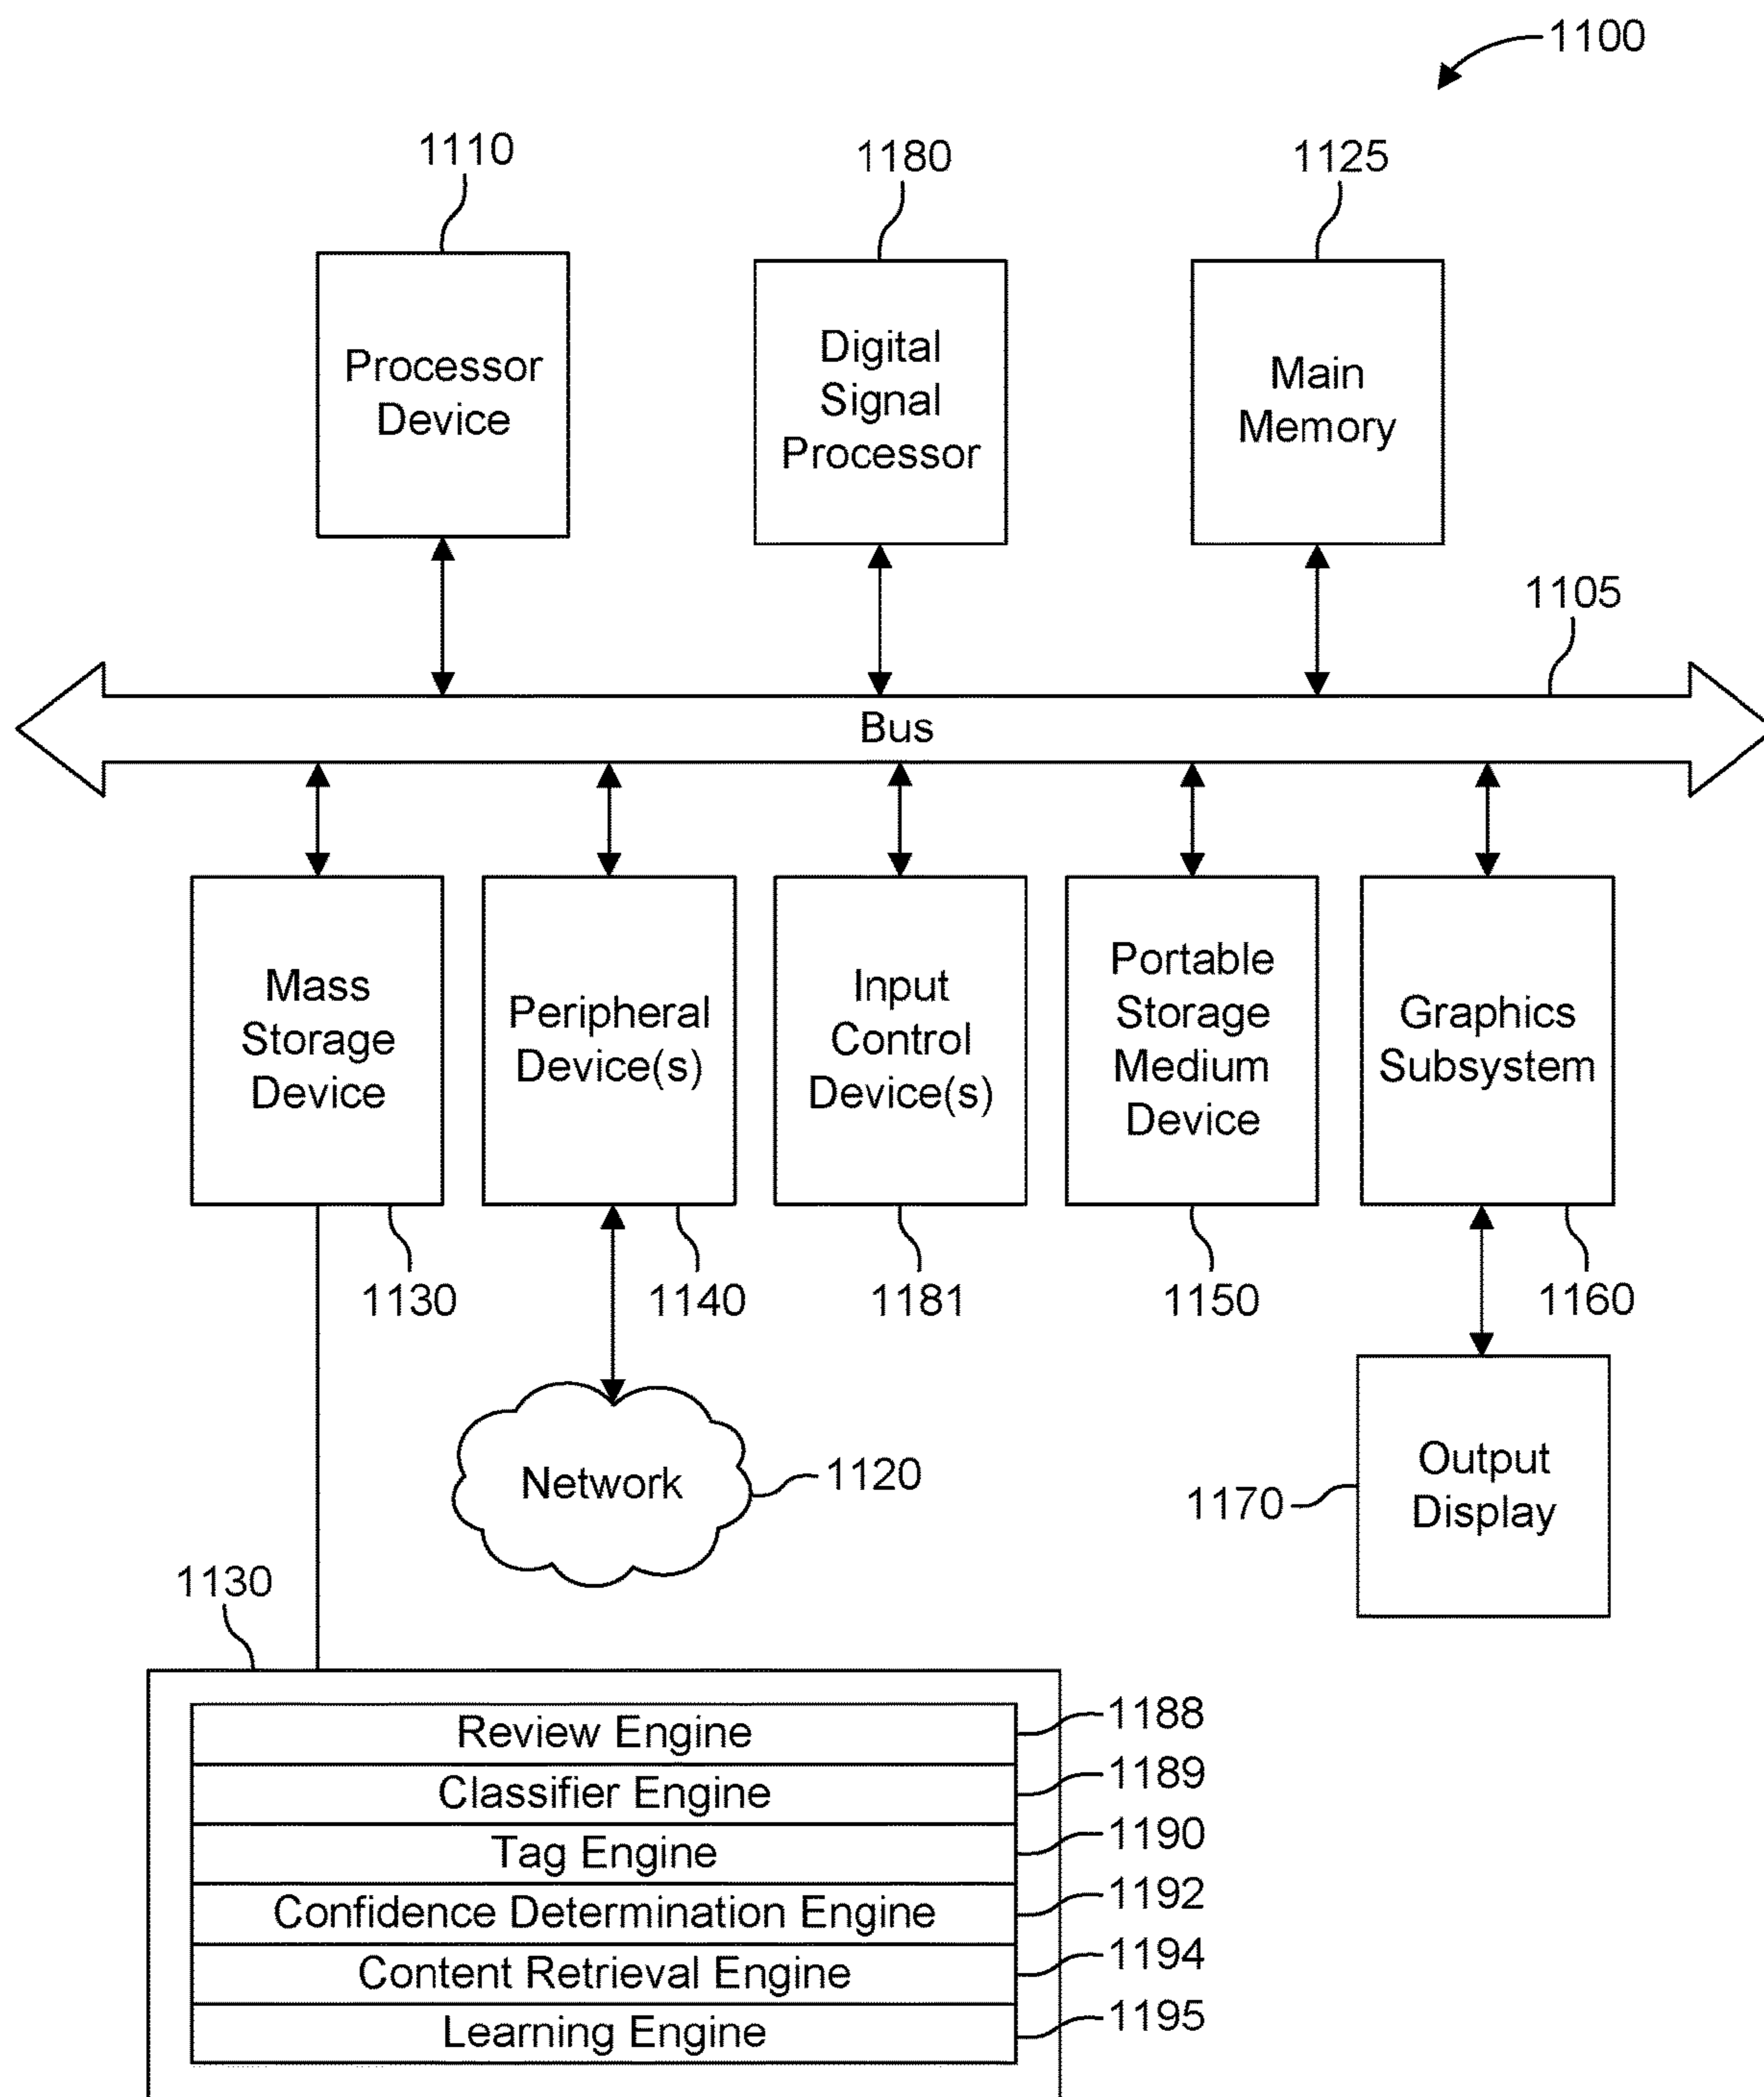 1100
1110
1180
1125
Processor
Device
Digital
Signal
Processor
Main
Memory
1105
Bus
Mass
Storage
Device
Peripheral
Device(s)
Input
Control
Device(s)
Portable
Storage
Medium
Device
Graphics
Subsystem
1130
1140
1181
1150
1160
Network
1120
1170
Output
Display
1130
Review Engine
1188
Classifier Engine
1189
Tag Engine
1190
Confidence Determination Engine
1192
Content Retrieval Engine
1194
Learning Engine
1195